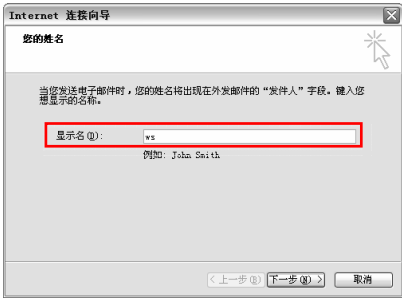 Internet 连接向导
您的姓名
当您发送电子邮件时，您的姓名将出现在外发邮件的“发件人”字段。键入您
想显示的名称。
显示名(D): ws
例如: John Smith
< 上一步(B) 下一步(N) > 取消